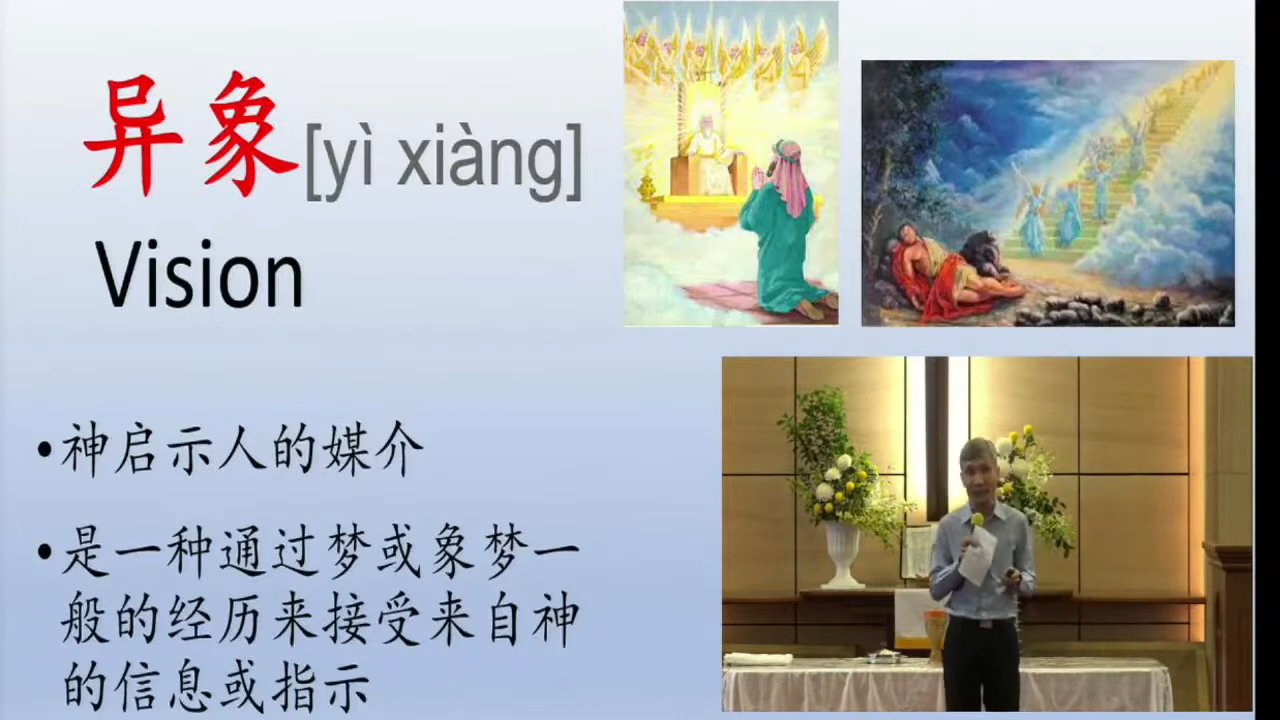 异象[yì xiàng]
Vision
•神启示人的媒介
•是一种通过梦或象梦一
般的经历来接受来自神
的信息或指示